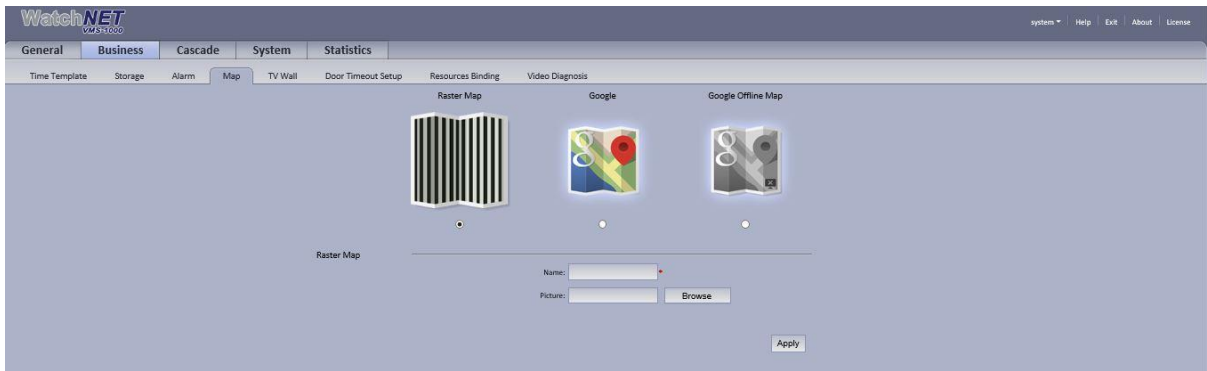 WatchNET
VMS-5000
system Help Exit About License
General Business Cascade System Statistics
Time Template Storage Alarm Map TV Wall Door Timeout Setup Resources Binding Video Diagnosis
Raster Map Google Google Offline Map
g g
Raster Map
Name: *
Picture: Browse
Apply